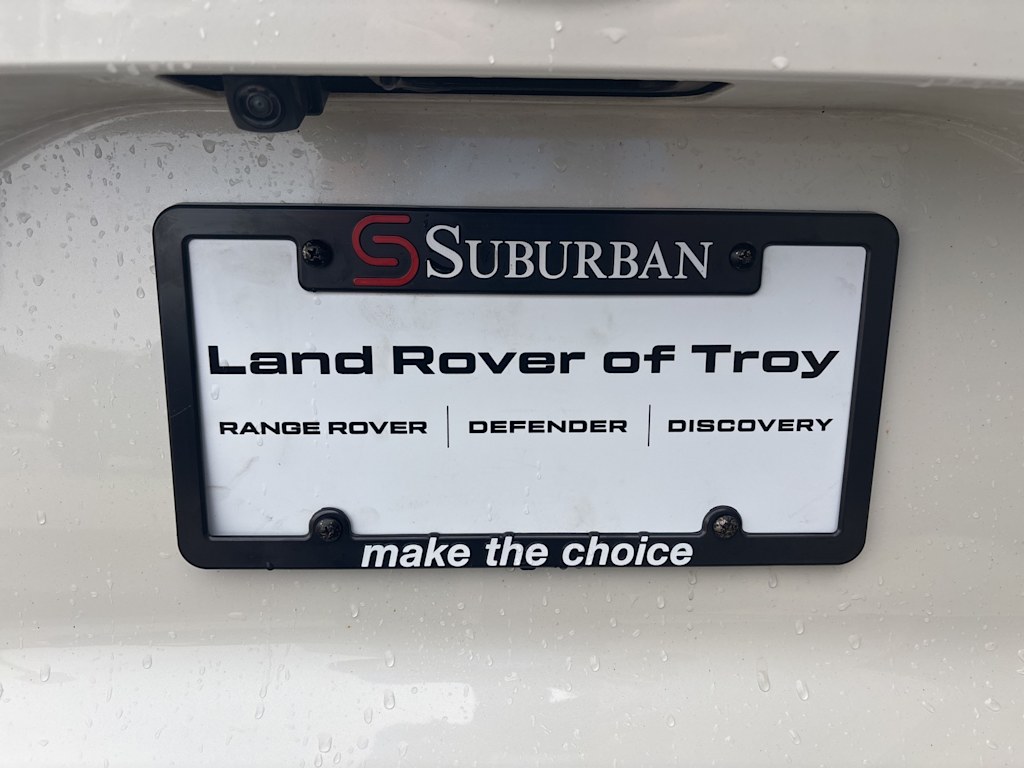 SUBURBAN
Land Rover of Troy
RANGE ROVER | DEFENDER | DISCOVERY
make the choice